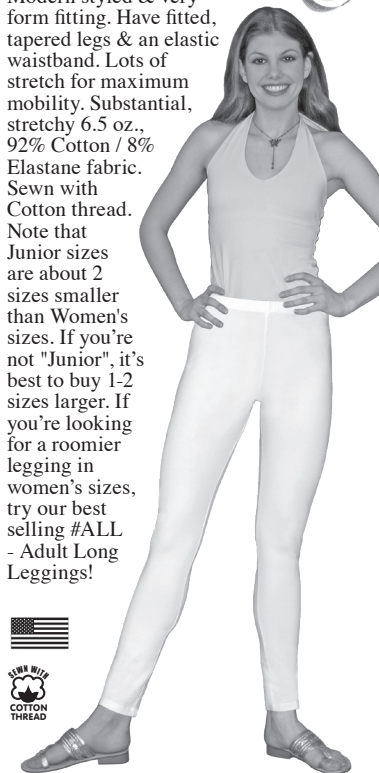 Modern styled & very
form fitting. Have fitted,
tapered legs & an elastic
waistband. Lots of
stretch for maximum
mobility. Substantial,
stretchy 6.5 oz.,
92% Cotton / 8%
Elastane fabric.
Sewn with
Cotton thread.
Note that
Junior sizes
are about 2
sizes smaller
than Women's
sizes. If you’re
not "Junior", it’s
best to buy 1-2
sizes larger. If
you’re looking
for a roomier
legging in
women’s sizes,
try our best
selling #ALL
- Adult Long
Leggings!
SEWN WITH
COTTON
THREAD